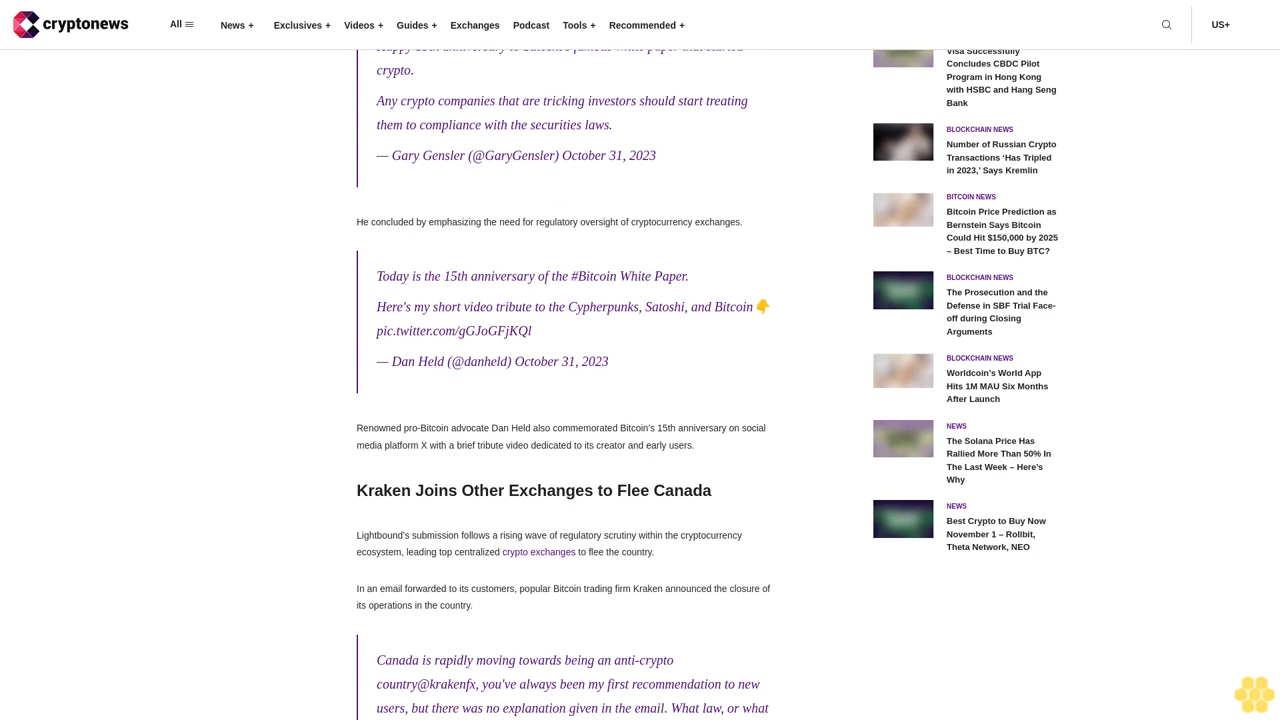 cryptonews
All
News +
Exclusives +
Videos +
Guides +
Exchanges
Podcast
Tools +
Recommended +
US+
crypto.
Any crypto companies that are tricking investors should start treating
them to compliance with the securities laws.
— Gary Gensler (@GaryGensler) October 31, 2023
He concluded by emphasizing the need for regulatory oversight of cryptocurrency exchanges.
Today is the 15th anniversary of the #Bitcoin White Paper.
Here's my short video tribute to the Cypherpunks, Satoshi, and Bitcoin👇
pic.twitter.com/gGJoGFjKQl
— Dan Held (@danheld) October 31, 2023
Renowned pro-Bitcoin advocate Dan Held also commemorated Bitcoin’s 15th anniversary on social
media platform X with a brief tribute video dedicated to its creator and early users.
Kraken Joins Other Exchanges to Flee Canada
Lightbound’s submission follows a rising wave of regulatory scrutiny within the cryptocurrency
ecosystem, leading top centralized crypto exchanges to flee the country.
In an email forwarded to its customers, popular Bitcoin trading firm Kraken announced the closure of
its operations in the country.
Canada is rapidly moving towards being an anti-crypto
country@krakenfx, you've always been my first recommendation to new
users, but there was no explanation given in the email. What law, or what
Visa Successfully
Concludes CBDC Pilot
Program in Hong Kong
with HSBC and Hang Seng
Bank
BLOCKCHAIN NEWS
Number of Russian Crypto
Transactions ‘Has Tripled
in 2023,’ Says Kremlin
BITCOIN NEWS
Bitcoin Price Prediction as
Bernstein Says Bitcoin
Could Hit $150,000 by 2025
– Best Time to Buy BTC?
BLOCKCHAIN NEWS
The Prosecution and the
Defense in SBF Trial Face-
off during Closing
Arguments
BLOCKCHAIN NEWS
Worldcoin’s World App
Hits 1M MAU Six Months
After Launch
NEWS
The Solana Price Has
Rallied More Than 50% In
The Last Week – Here’s
Why
NEWS
Best Crypto to Buy Now
November 1 – Rollbit,
Theta Network, NEO